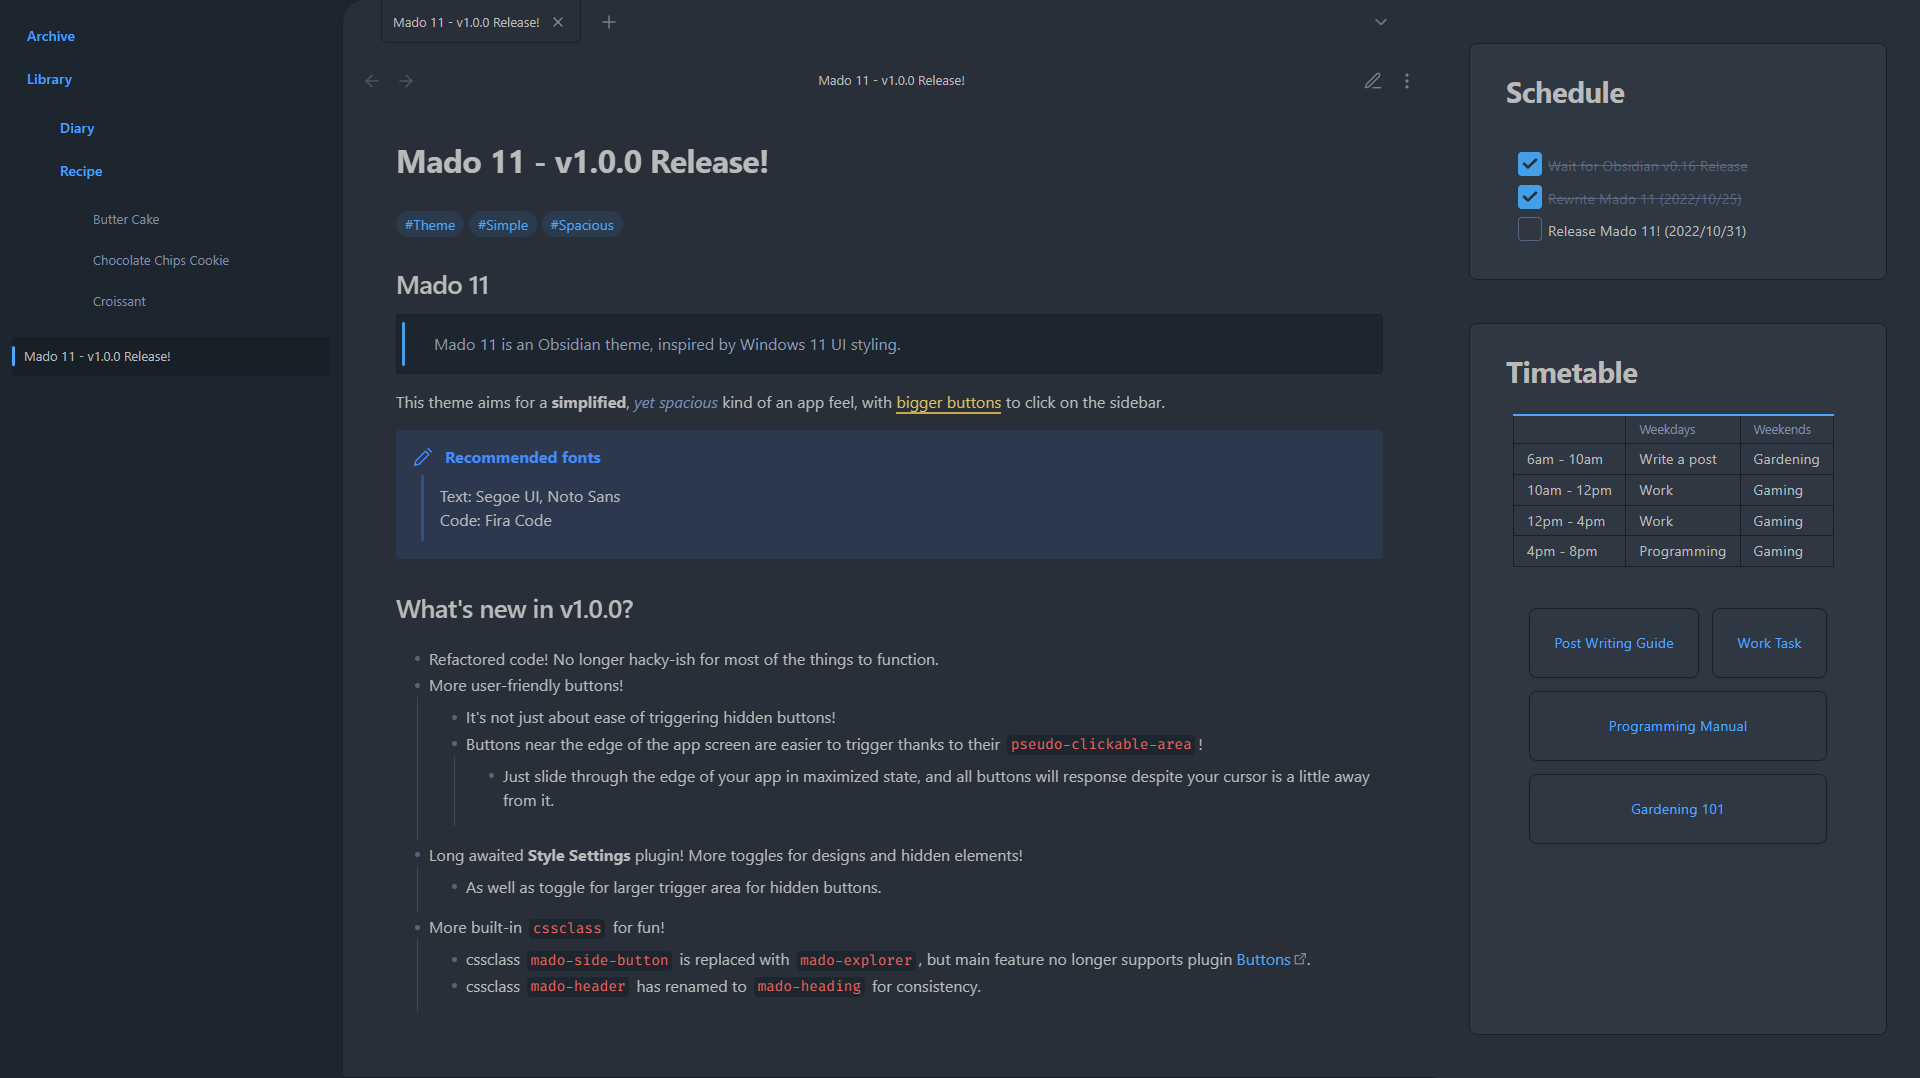 Archive
Library
Diary
Recipe
Butter Cake
Chocolate Chips Cookie
Croissant
Mado 11 - v1.0.0 Release!
Mado 11 - v1.0.0 Release!
Mado 11 - v1.0.0 Release!
Mado 11 - v1.0.0 Release!
#Theme #Simple #Spacious
Mado 11
Mado 11 is an Obsidian theme, inspired by Windows 11 UI styling.
This theme aims for a simplified, yet spacious kind of an app feel, with bigger buttons to click on the sidebar.
Recommended fonts
Text: Segoe UI, Noto Sans
Code: Fira Code
What's new in v1.0.0?
Refactored code! No longer hacky-ish for most of the things to function.
More user-friendly buttons!
It's not just about ease of triggering hidden buttons!
Buttons near the edge of the app screen are easier to trigger thanks to their pseudo-clickable-area !
Just slide through the edge of your app in maximized state, and all buttons will response despite your cursor is a little away
from it.
Long awaited Style Settings plugin! More toggles for designs and hidden elements!
As well as toggle for larger trigger area for hidden buttons.
More built-in cssclass for fun!
cssclass mado-side-button is replaced with mado-explorer , but main feature no longer supports plugin Buttons.
cssclass mado-header has renamed to mado-heading for consistency.
Schedule
Wait for Obsidian v0.16 Release
Rewrite Mado 11 (2022/10/25)
Release Mado 11! (2022/10/31)
Timetable
Weekdays Weekends
6am - 10am Write a post Gardening
10am - 12pm Work Gaming
12pm - 4pm Work Gaming
4pm - 8pm Programming Gaming
Post Writing Guide Work Task
Programming Manual
Gardening 101